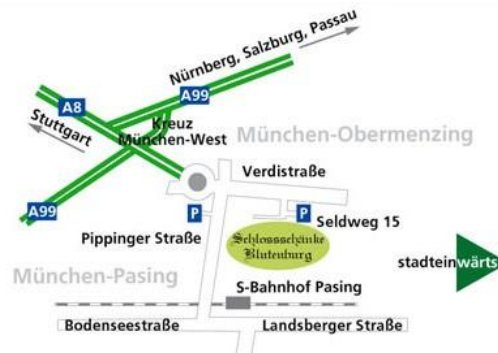 Nürnberg, Salzburg, Passau
A8
A99
Stuttgart
Kreuz
München-West
München-Obermenzing
Verdistraße
A99
P
P
Seldweg 15
Pippinger Straße
Schlossschänke
Blutenburg
stadteinwärts
München-Pasing
S-Bahnhof Pasing
Bodenseestraße
Landsberger Straße